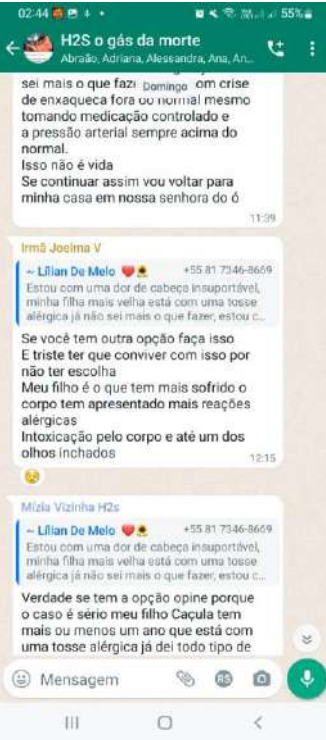 02:44
55%
H2S o gás da morte
Abraão, Adriana, Alessandra, Ana, An...
sei mais o que faz Domingo om crise
de enxaqueca fora do normal mesmo
tomando medicação controlado e
a pressão arterial sempre acima do
normal.
Isso não é vida
Se continuar assim vou voltar para
minha casa em nossa senhora do ó
11:39
Irmã Joelma V
~ Lílian De Melo +55 81 7346-8669
Estou com uma dor de cabeça insuportável,
minha filha mais velha está com uma tosse
alérgica já não sei mais o que fazer, estou c...
Se você tem outra opção faça isso
E triste ter que conviver com isso por
não ter escolha
Meu filho é o que tem mais sofrido o
corpo tem apresentado mais reações
alérgicas
Intoxicação pelo corpo e até um dos
olhos inchados
12:15
Mízia Vizinha H2s
~ Lílian De Melo +55 81 7346-8669
Estou com uma dor de cabeça insuportável,
minha filha mais velha está com uma tosse
alérgica já não sei mais o que fazer, estou c...
Verdade se tem a opção opine porque
o caso é sério meu filho Caçula tem
mais ou menos um ano que está com
uma tosse alérgica já dei todo tipo de
Mensagem
R$